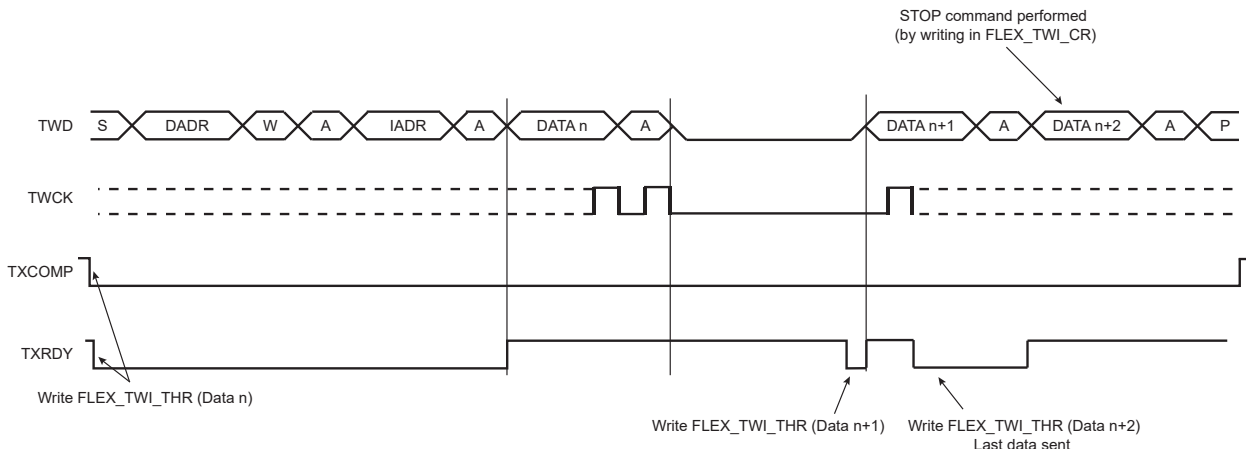 STOP command performed
(by writing in FLEX_TWI_CR)
TWD S DADR W A IADR A DATA n A DATA n+1 A DATA n+2 A P
TWCK
TXCOMP
TXRDY
Write FLEX_TWI_THR (Data n)
Write FLEX_TWI_THR (Data n+1) Write FLEX_TWI_THR (Data n+2)
Last data sent